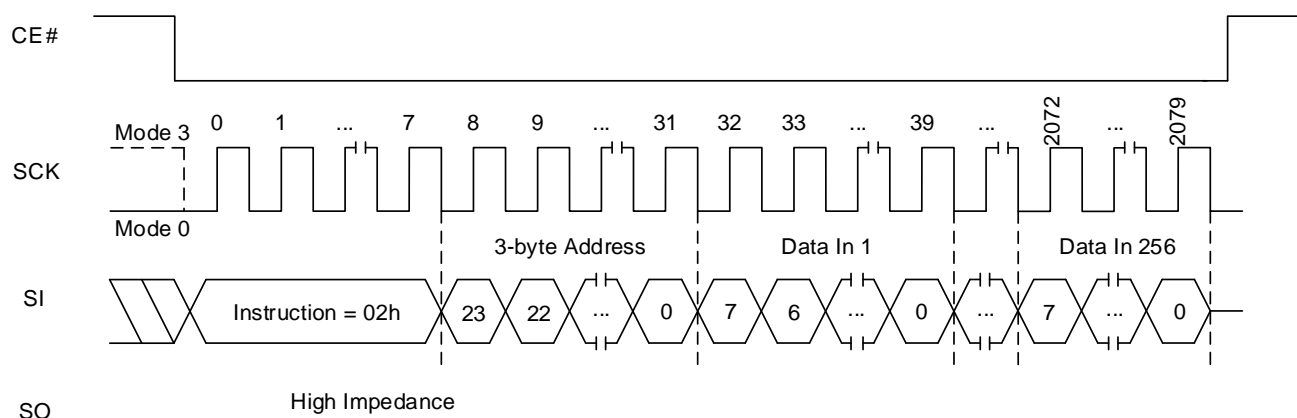 CE#
Mode 3
0 1 ... 7 8 9 ... 31 32 33 ... 39 ... 2072 ... 2079
SCK
Mode 0
3-byte Address Data In 1 Data In 256
SI
Instruction = 02h 23 22 ... 0 7 6 ... 0 ... 7 ... 0
High Impedance
SO